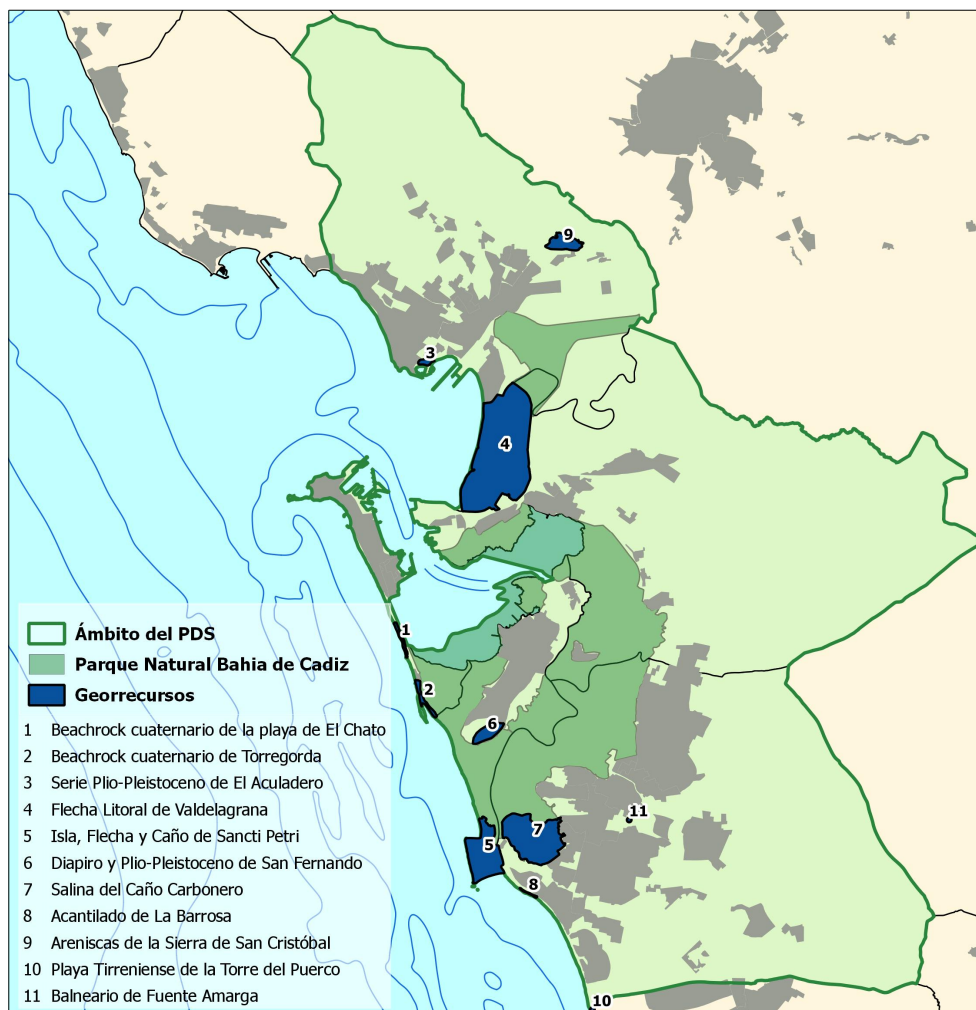 9
3
4
1
2
6
11
7
5
8
10
Ámbito del PDS
Parque Natural Bahia de Cadiz
Georrecursos
1 Beachrock cuaternario de la playa de El Chato
2 Beachrock cuaternario de Torregorda
3 Serie Plio-Pleistoceno de El Aculadero
4 Flecha Litoral de Valdelagrana
5 Isla, Flecha y Caño de Sancti Petri
6 Diapiro y Plio-Pleistoceno de San Fernando
7 Salina del Caño Carbonero
8 Acantilado de La Barrosa
9 Areniscas de la Sierra de San Cristóbal
10 Playa Tirreniense de la Torre del Puerco
11 Balneario de Fuente Amarga